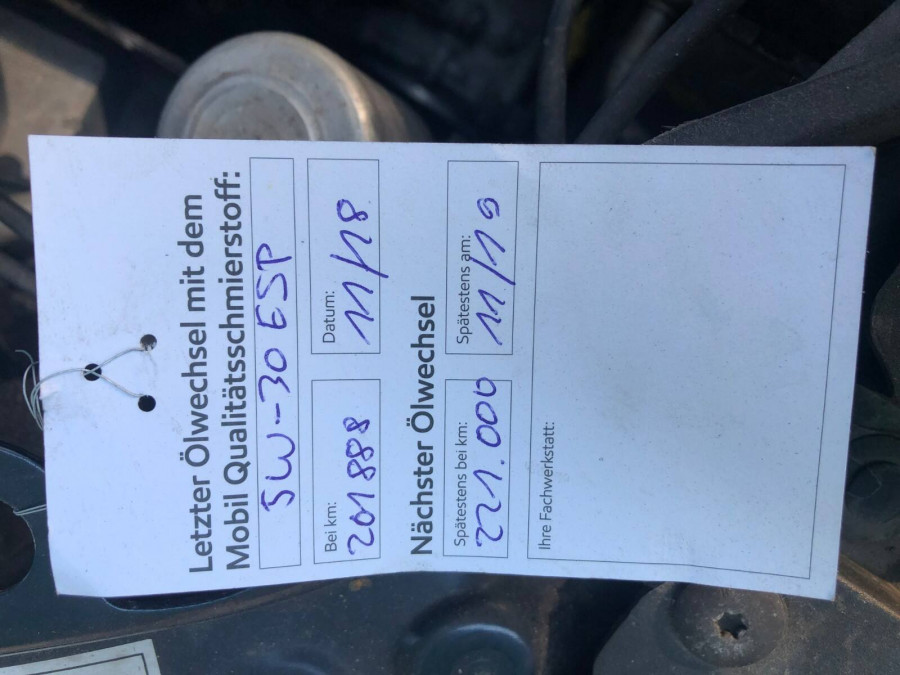 Letzter Ölwechsel mit dem
Mobil Qualitätsschmierstoff:
5W-30 ESP
Bei km:
201888
Datum:
11/18
Nächster Ölwechsel
Spätestens bei km:
221.000
Spätestens am:
11/19
Ihre Fachwerkstatt: